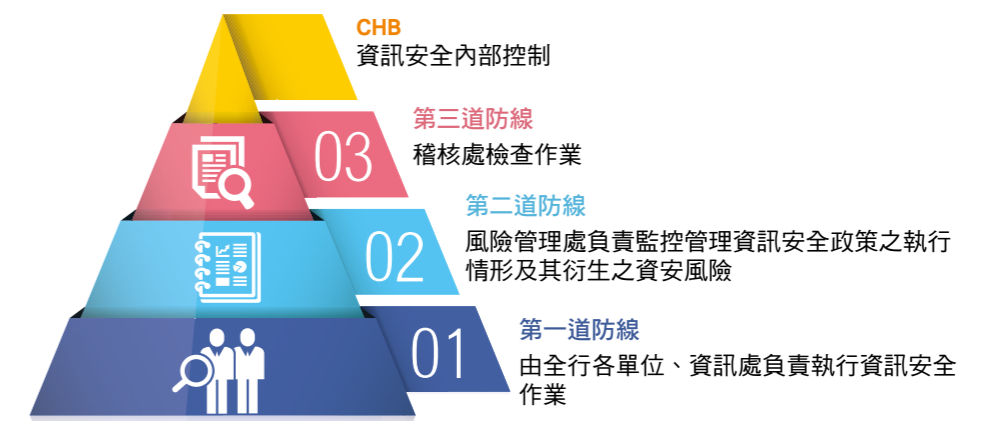 CHB
資訊安全內部控制
第三道防線
03
稽核處檢查作業
第二道防線
02
風險管理處負責監控管理資訊安全政策之執行
情形及其衍生之資安風險
第一道防線
01
由全行各單位、資訊處負責執行資訊安全
作業